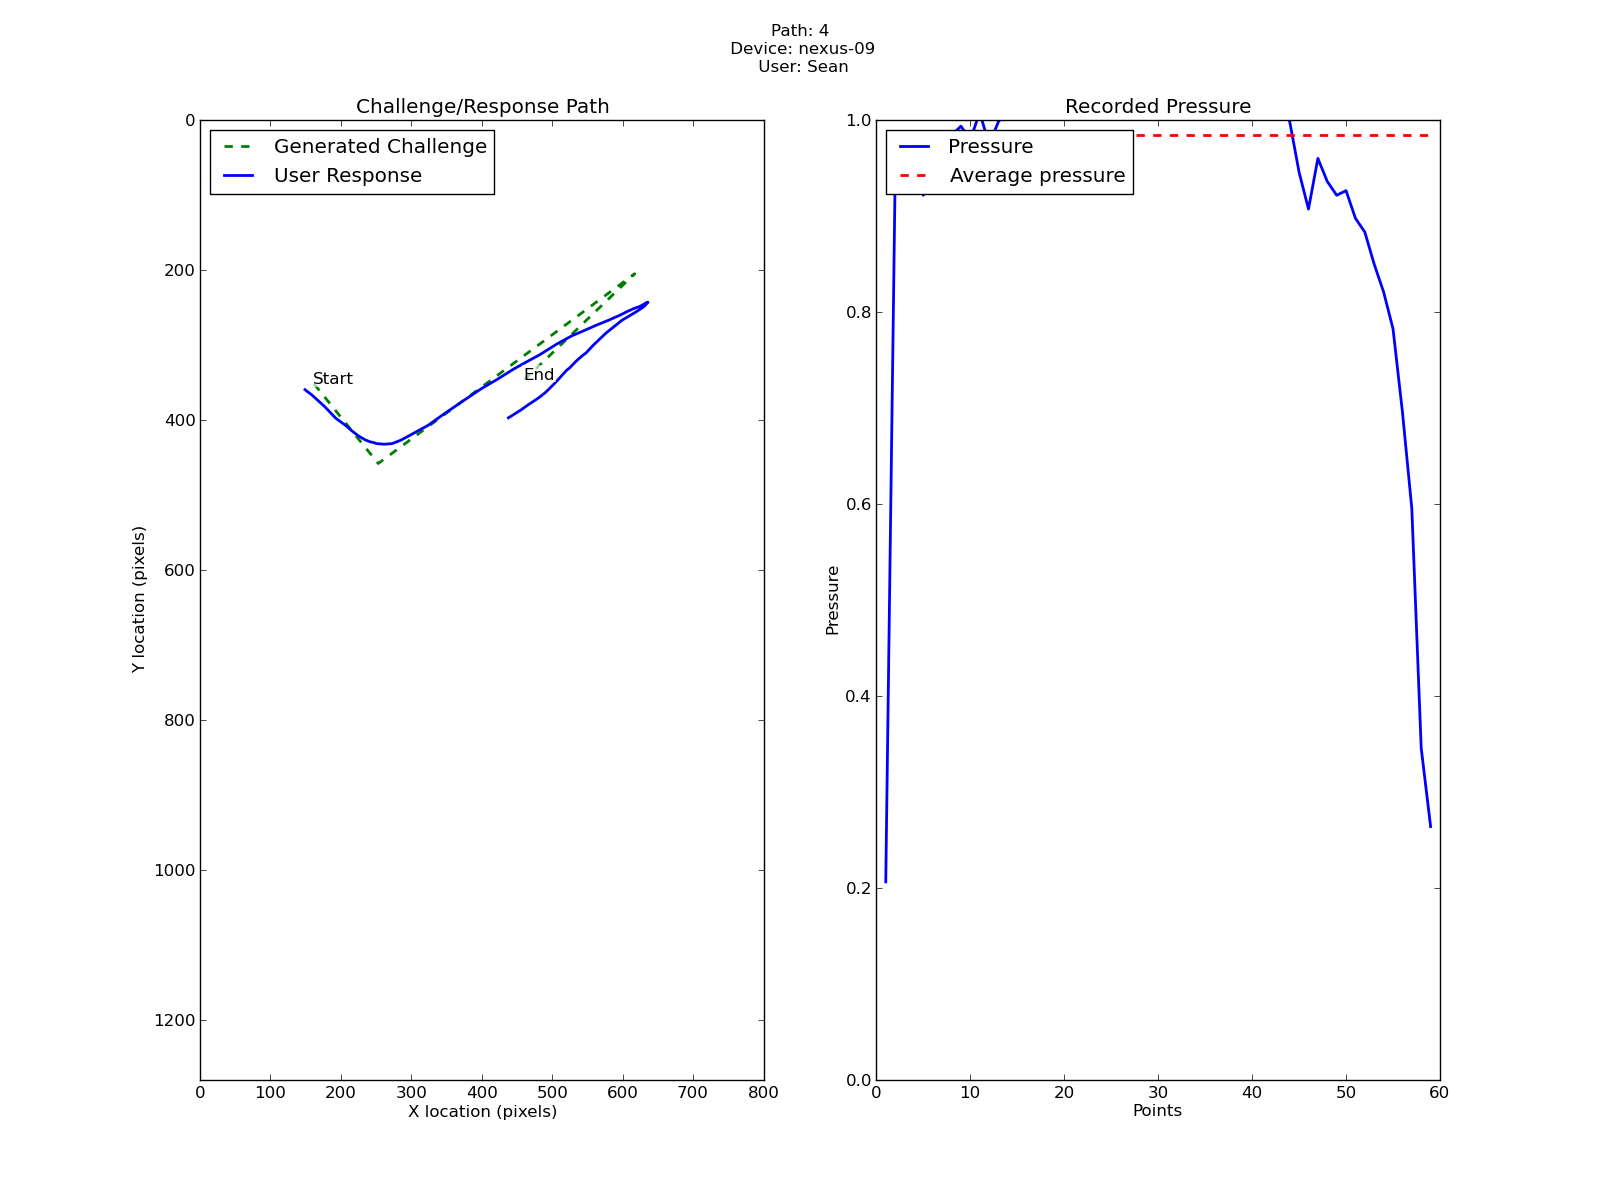 Path: 4
Device: nexus-09
User: Sean
Challenge/Response Path
Generated Challenge
User Response
Start
End
0
200
400
600
800
1000
1200
Y location (pixels)
0 100 200 300 400 500 600 700 800
X location (pixels)
Recorded Pressure
Pressure
Average pressure
1.0
0.8
0.6
0.4
0.2
0.0
Pressure
0 10 20 30 40 50 60
Points